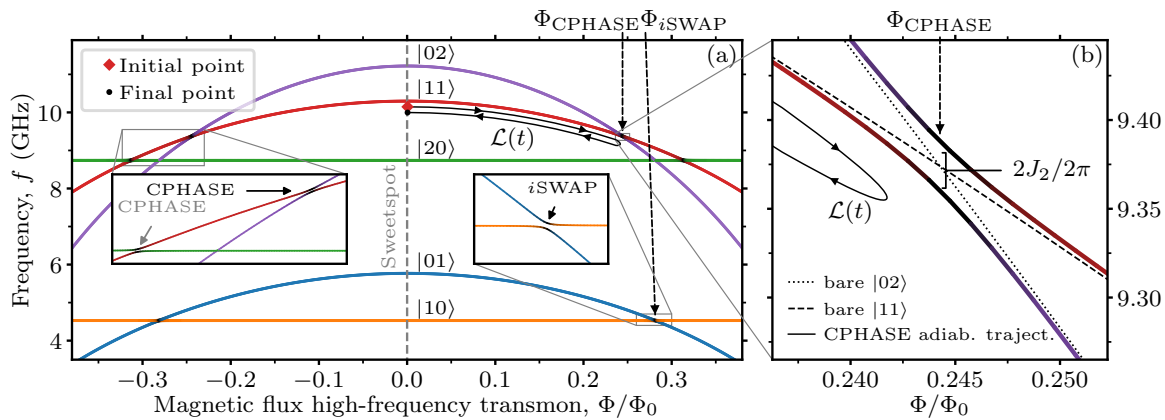 Φ_CPHASE Φ_iSWAP
Φ_CPHASE
(a)
(b)
Initial point
Final point
|02⟩
|11⟩
|20⟩
|01⟩
|10⟩
ℒ(t)
Sweetspot
CPHASE
CPHASE
iSWAP
Frequency, f (GHz)
10
8
6
4
−0.3 −0.2 −0.1 0.0 0.1 0.2 0.3
Magnetic flux high-frequency transmon, Φ/Φ₀
2J₂/2π
ℒ(t)
bare |02⟩
bare |11⟩
CPHASE adiab. traject.
9.40
9.35
9.30
0.240 0.245 0.250
Φ/Φ₀